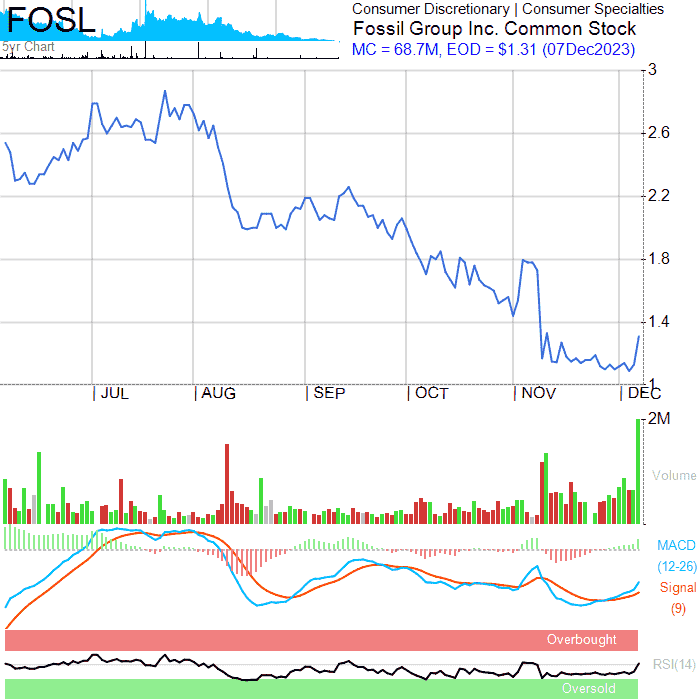 FOSL
5yr Chart
Consumer Discretionary | Consumer Specialties
Fossil Group Inc. Common Stock
MC = 68.7M, EOD = $1.31 (07Dec2023)
3
2.6
2.2
1.8
1.4
1
JUL AUG SEP OCT NOV DEC
2M
Volume
MACD
(12-26)
Signal
(9)
Overbought
RSI(14)
Oversold